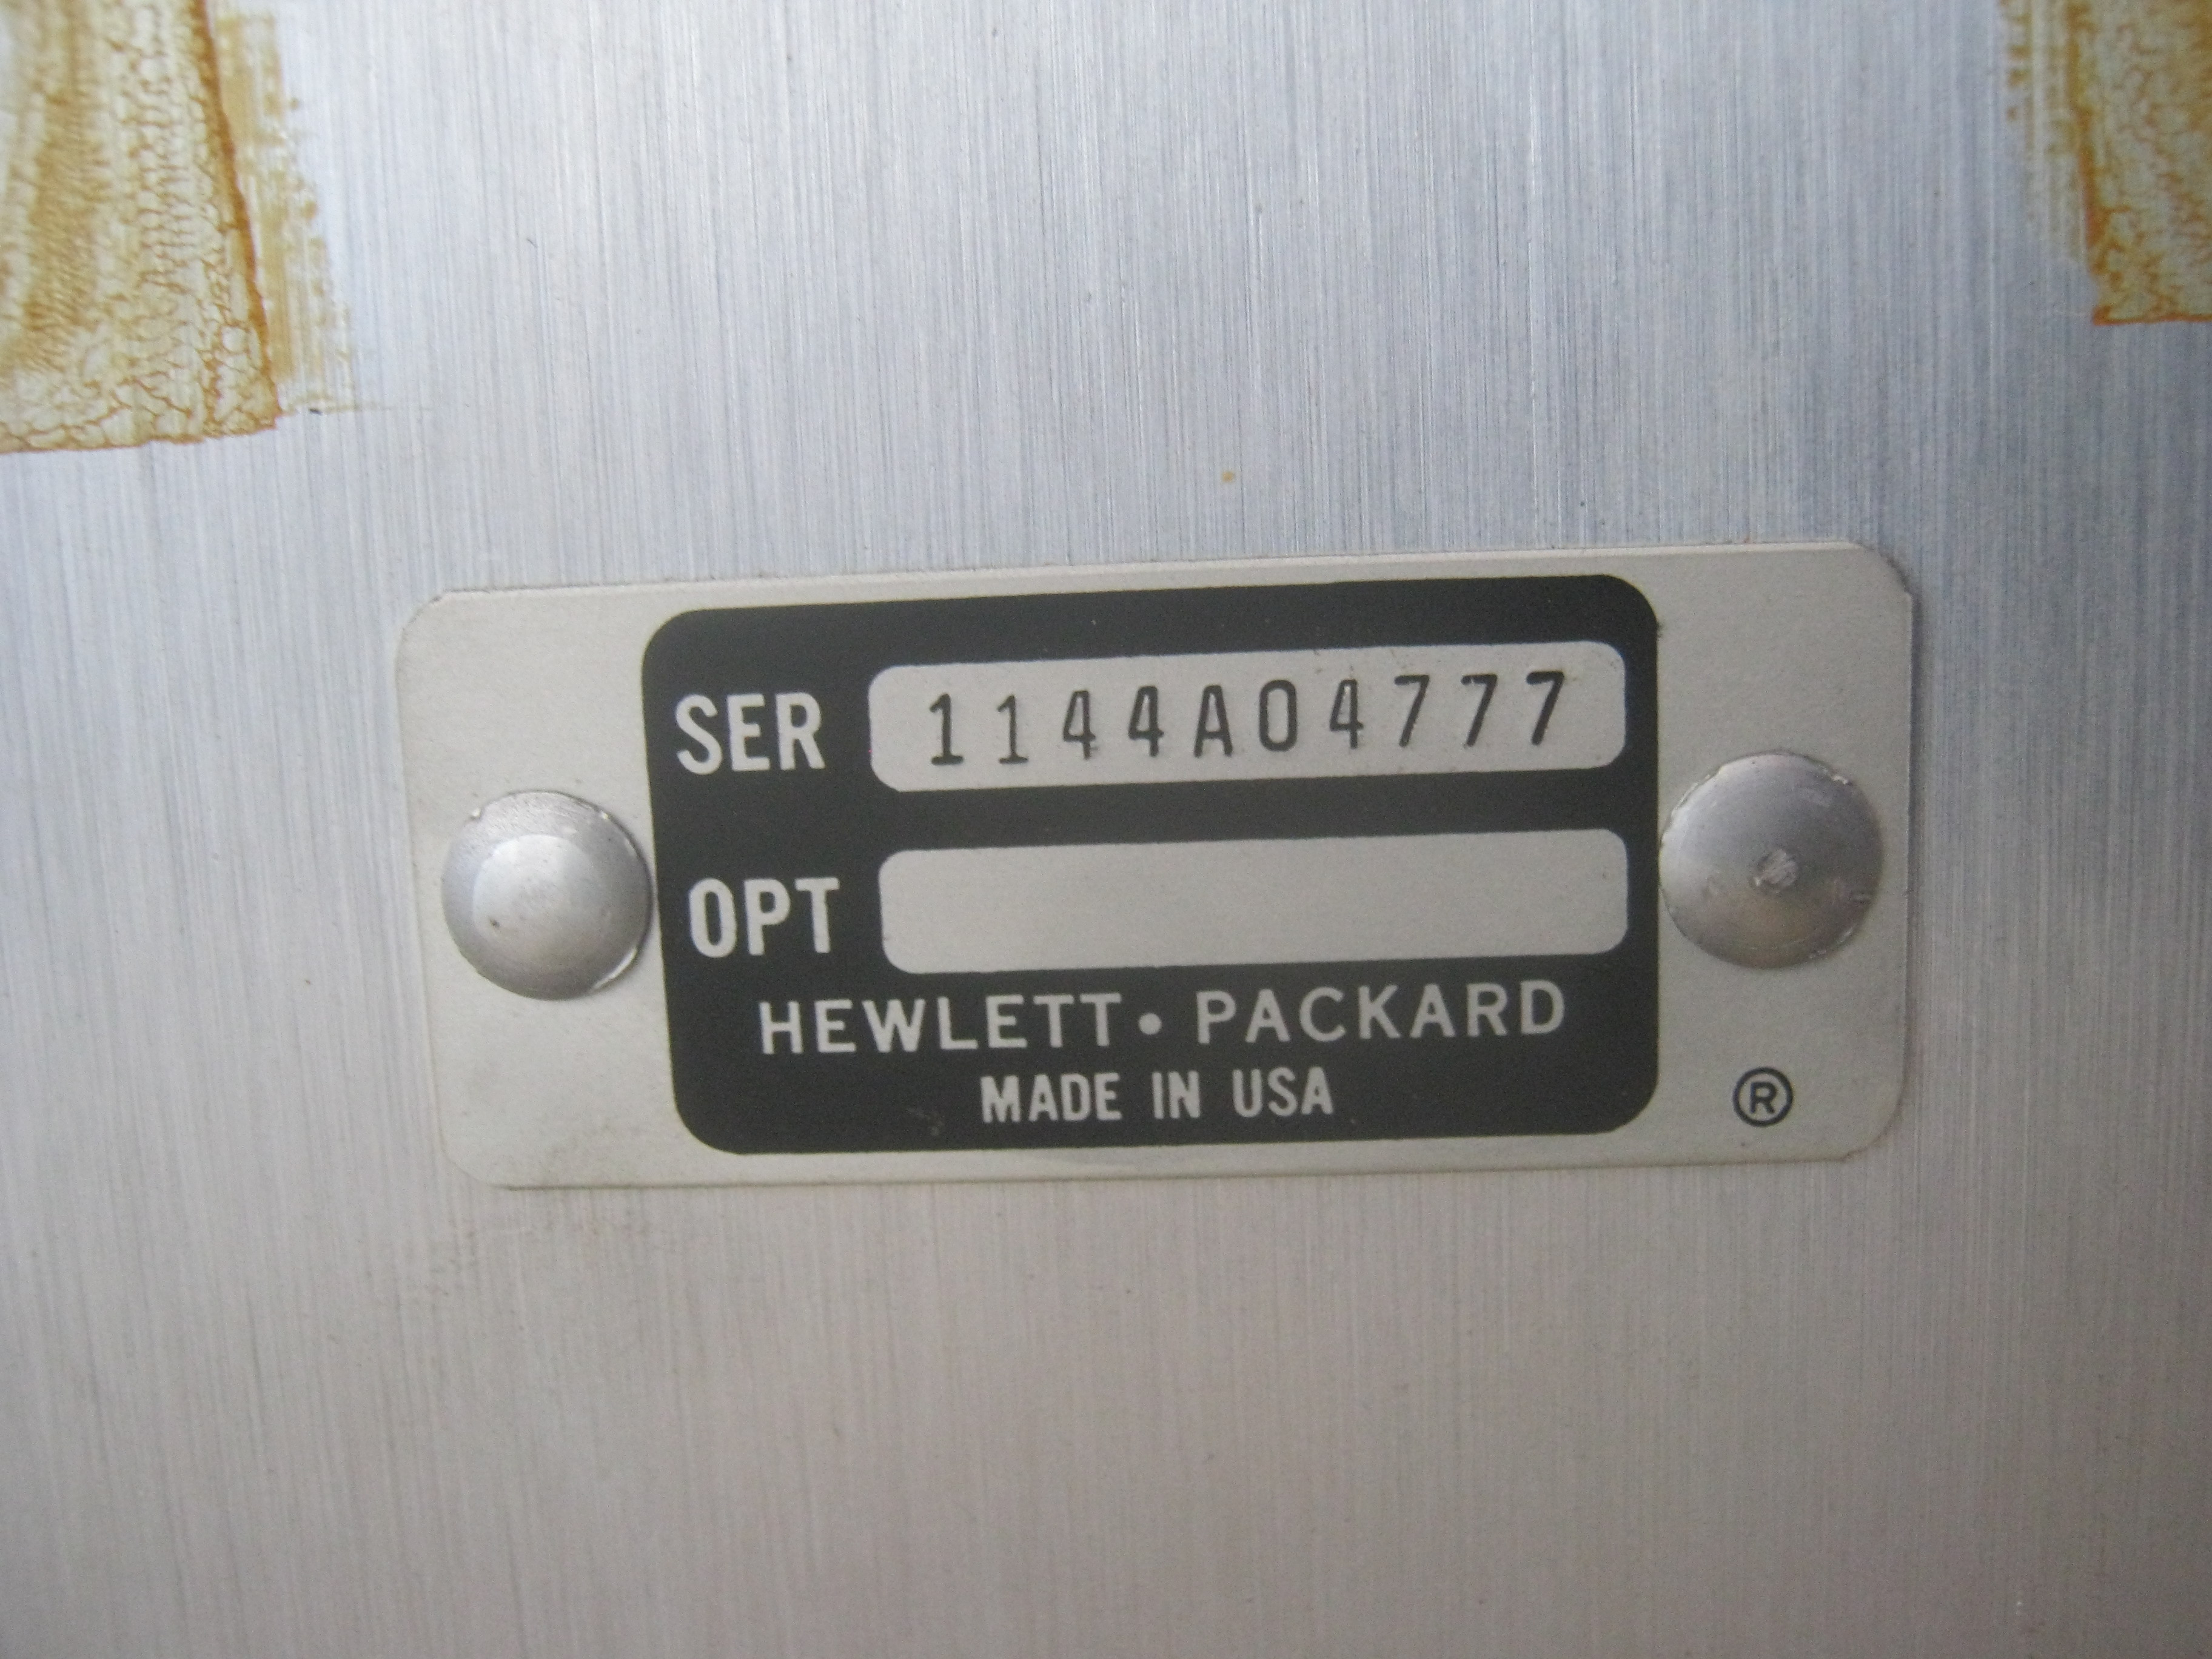 SER 1144A04777
OPT
HEWLETT • PACKARD
MADE IN USA
®